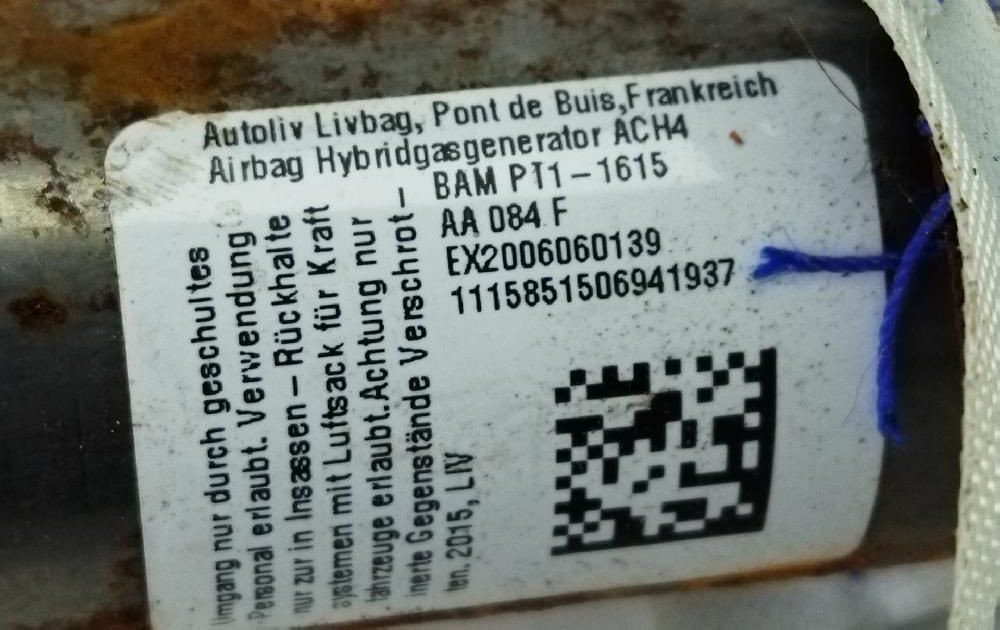 Autoliv Livbag, Pont de Buis,Frankreich
Airbag Hybridgasgenerator ACH4
BAM PT1-1615
AA 084 F
EX2006060139
1115851506941937
Umgang nur durch geschultes
Personal erlaubt. Verwendung
nur zur in Insassen-Rückhalte
systemen mit Luftsack für Kraft
fahrzeuge erlaubt.Achtung nur
inerte Gegenstände Verschrot-
ten. 2015, LIV